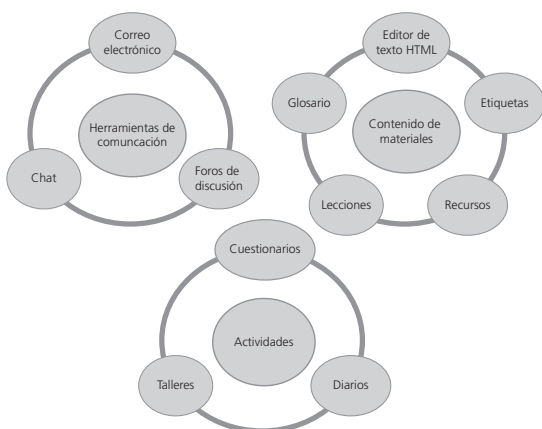 Correo
electrónico
Herramientas de
comuncación
Chat
Foros de
discusión
Editor de
texto HTML
Glosario
Etiquetas
Contenido de
materiales
Lecciones
Recursos
Cuestionarios
Actividades
Talleres
Diarios